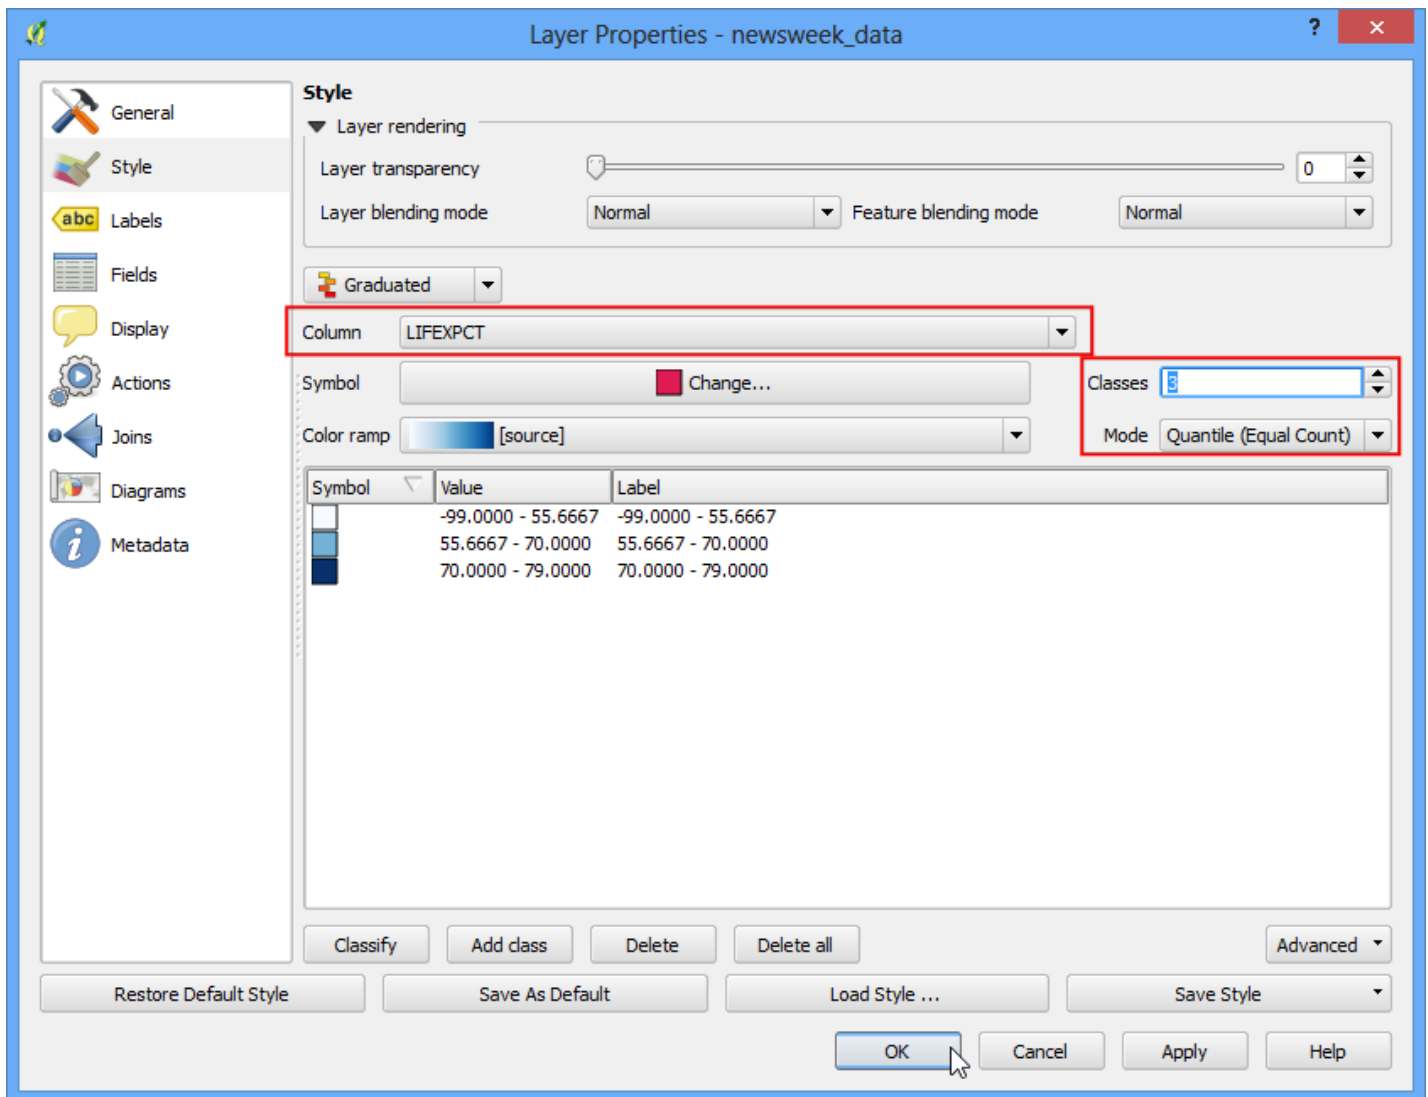 Layer Properties - newsweek_data
?
General
Style
abc Labels
Fields
Display
Actions
Joins
Diagrams
i Metadata
Style
Layer rendering
Layer transparency 0
Layer blending mode Normal Feature blending mode Normal
Graduated
Column LIFEXPCT
Symbol Change... Classes 3
Color ramp [source] Mode Quantile (Equal Count)
Symbol Value Label
-99.0000 - 55.6667 -99.0000 - 55.6667
55.6667 - 70.0000 55.6667 - 70.0000
70.0000 - 79.0000 70.0000 - 79.0000
Classify Add class Delete Delete all Advanced
Restore Default Style Save As Default Load Style ... Save Style
OK Cancel Apply Help